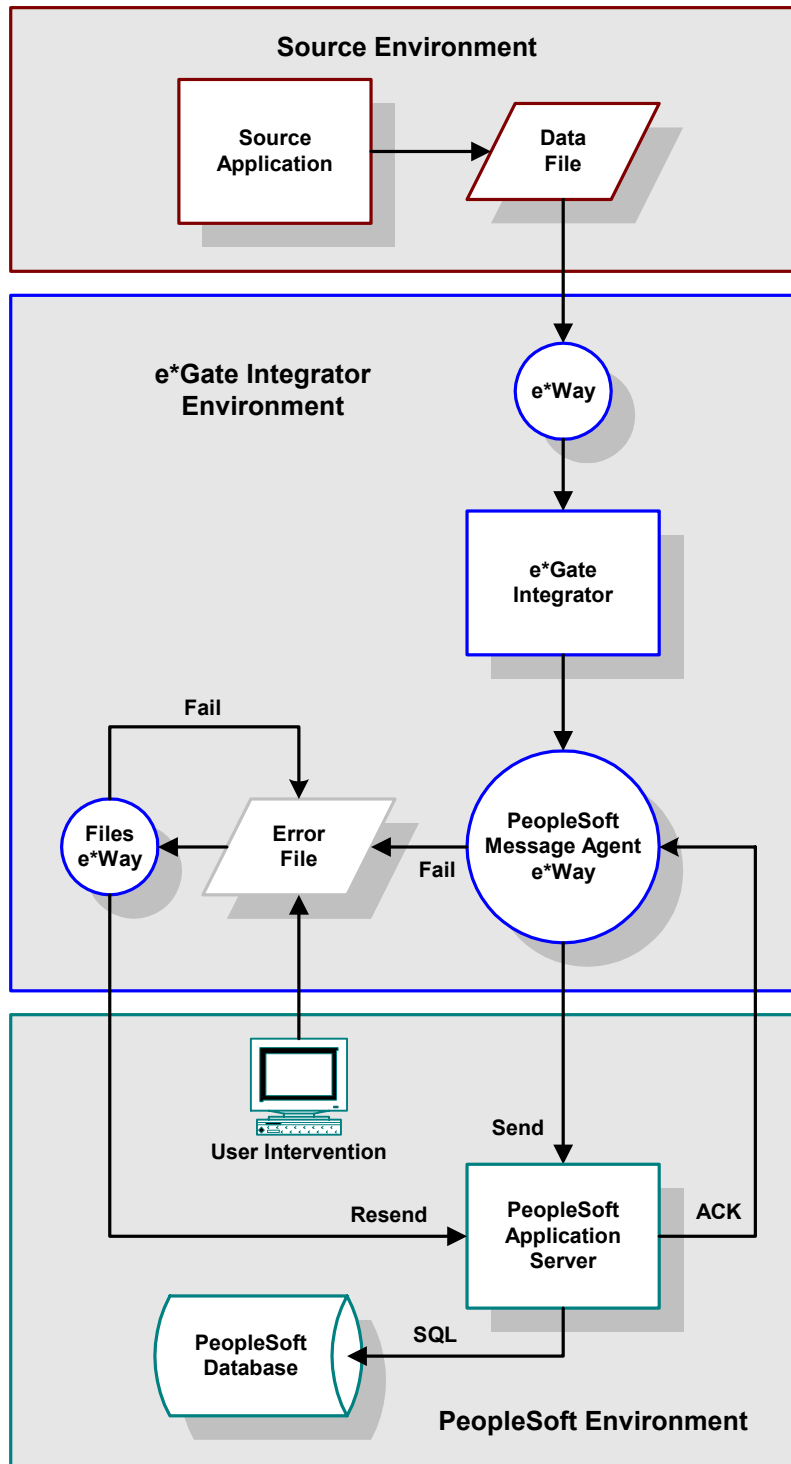 Source Environment
Source
Application
Data
File
e*Gate Integrator
Environment
e*Way
e*Gate
Integrator
Fail
Files
e*Way
Error
File
Fail
PeopleSoft
Message Agent
e*Way
User Intervention
Send
Resend
PeopleSoft
Application
Server
ACK
SQL
PeopleSoft
Database
PeopleSoft Environment